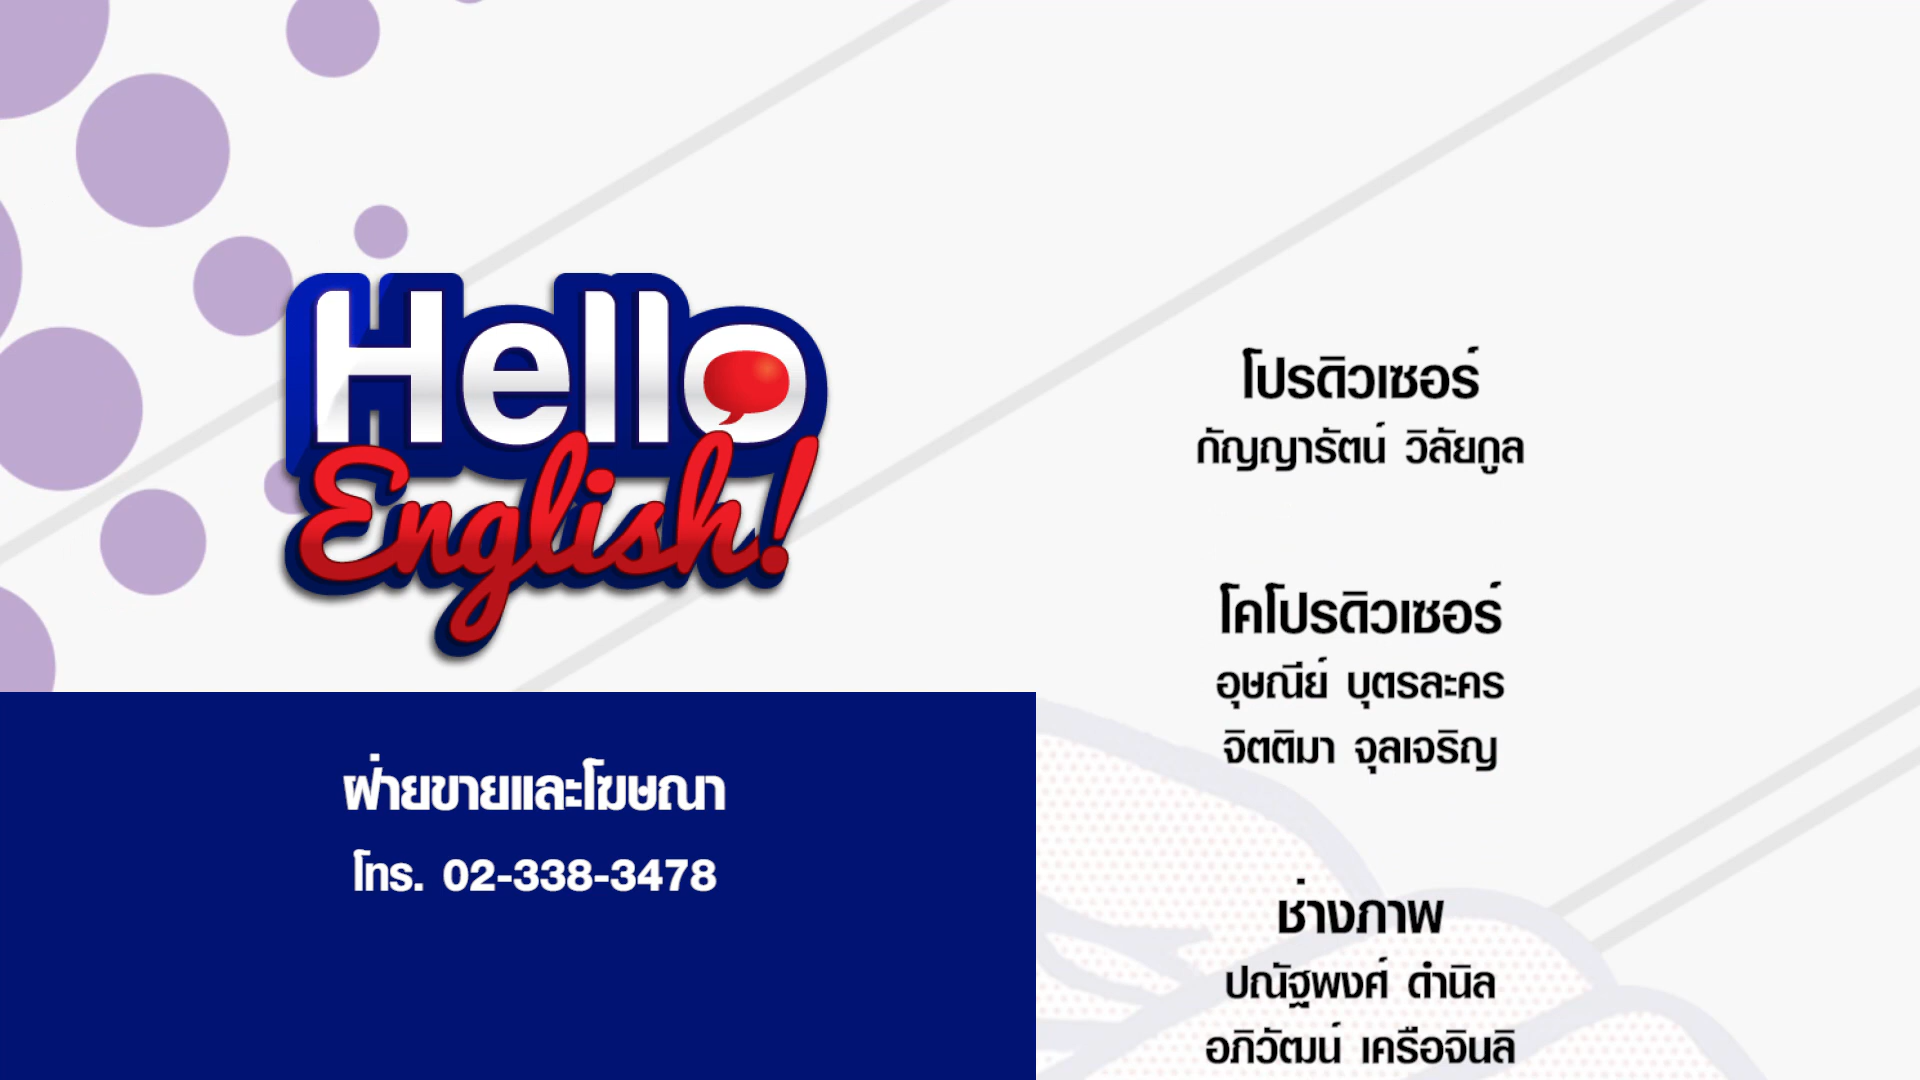 Hello
English!
ฝ่ายขายและโฆษณา
โทร. 02-338-3478
โปรดิวเซอร์
กัญญารัตน์ วิลัยกูล
โคโปรดิวเซอร์
อุษณีย์ บุตรละคร
จิตติมา จุลเจริญ
ช่างภาพ
ปณัฐพงศ์ ดำนิล
อภิวัฒน์ เครือจินลิ